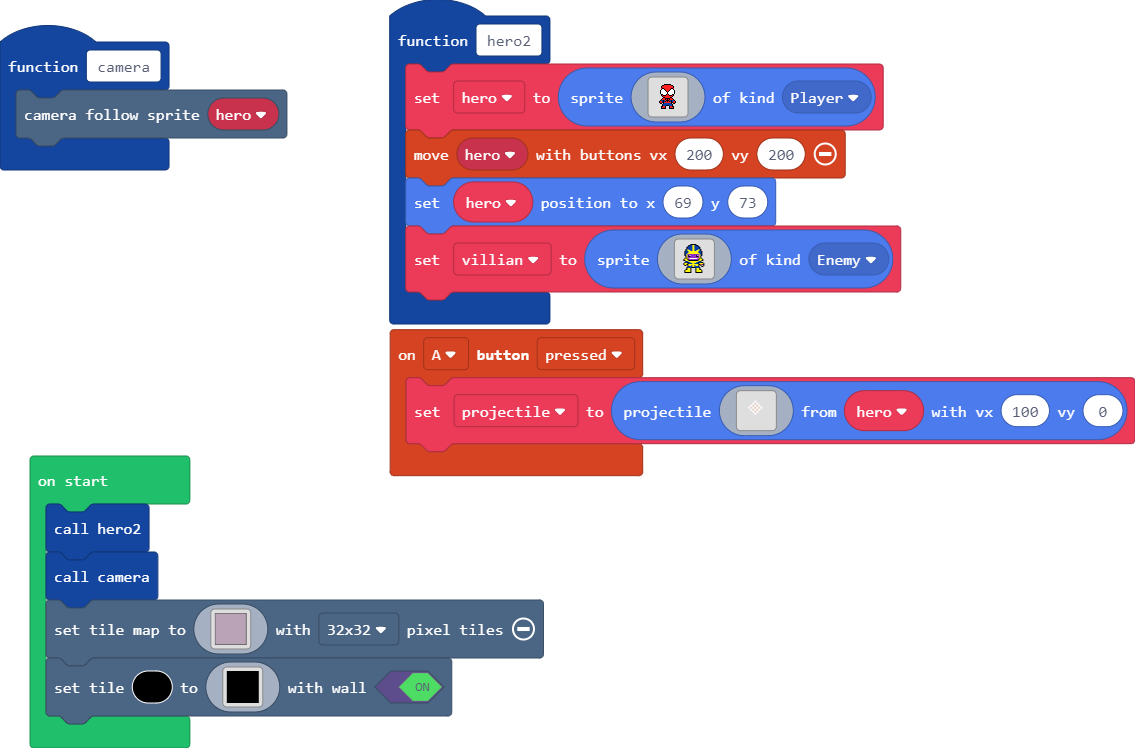 function camera
camera follow sprite hero
function hero2
set hero to sprite of kind Player
move hero with buttons vx 200 vy 200
set hero position to x 69 y 73
set villian to sprite of kind Enemy
on A button pressed
set projectile to projectile from hero with vx 100 vy 0
on start
call hero2
call camera
set tile map to with 32x32 pixel tiles
set tile to with wall ON